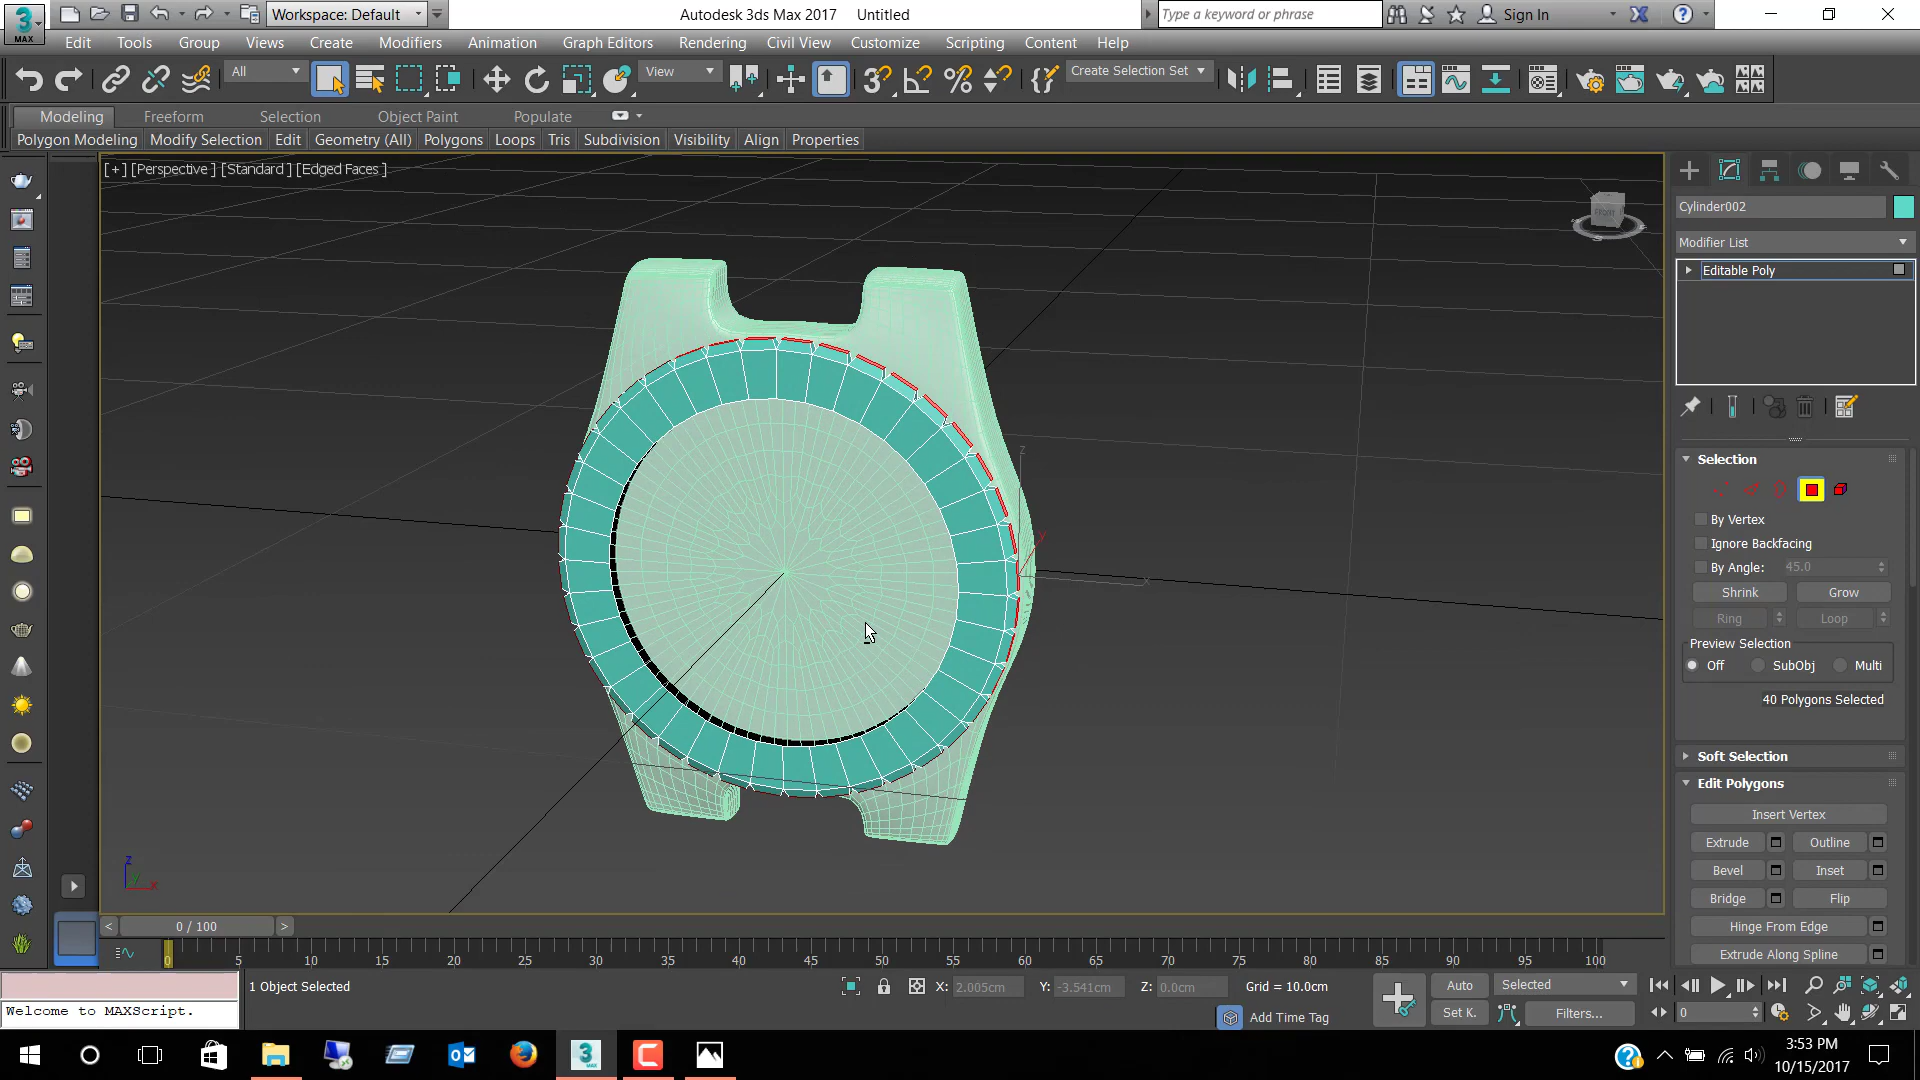 Workspace: Default
Autodesk 3ds Max 2017 Untitled
Type a keyword or phrase
Sign In
3
MAX
Edit Tools Group Views Create Modifiers Animation Graph Editors Rendering Civil View Customize Scripting Content Help
All
View
Create Selection Set
Modeling Freeform Selection Object Paint Populate
Polygon Modeling Modify Selection Edit Geometry (All) Polygons Loops Tris Subdivision Visibility Align Properties
[+] [Perspective ] [Standard ] [Edged Faces ]
Cylinder002
Modifier List
Editable Poly
Selection
By Vertex
Ignore Backfacing
By Angle: 45.0
Shrink Grow
Ring Loop
Preview Selection
Off SubObj Multi
40 Polygons Selected
Soft Selection
Edit Polygons
Insert Vertex
Extrude Outline
Bevel Inset
Bridge Flip
Hinge From Edge
Extrude Along Spline
z
y
x
z
y
x
< 0 / 100 >
0 5 10 15 20 25 30 35 40 45 50 55 60 65 70 75 80 85 90 95 100
1 Object Selected
X: 2.005cm Y: -3.541cm Z: 0.0cm Grid = 10.0cm
Auto Selected
Welcome to MAXScript.
Add Time Tag
Set K. Filters...
0
3:53 PM
10/15/2017